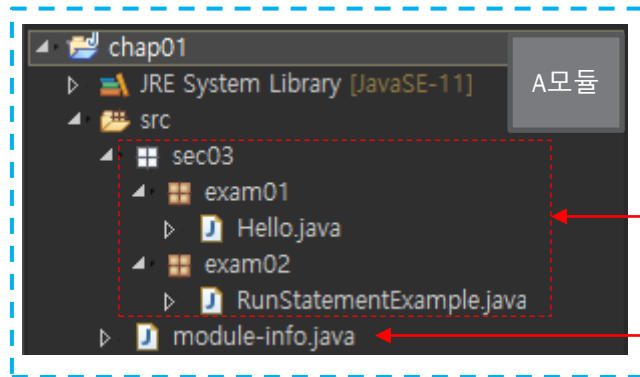 chap01
JRE System Library [JavaSE-11]
A모듈
src
sec03
exam01
Hello.java
exam02
RunStatementExample.java
module-info.java